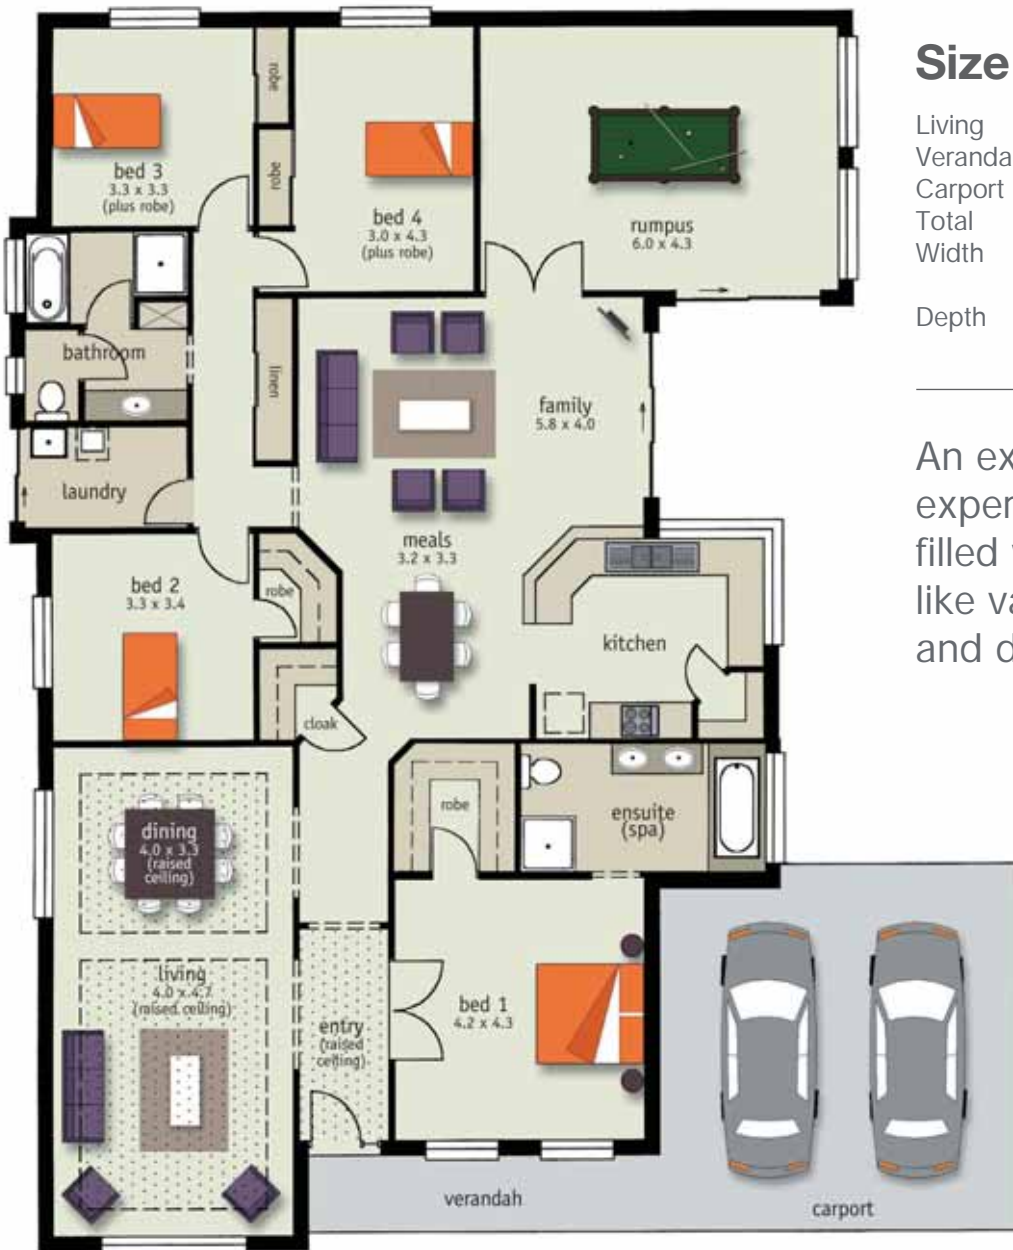 robe
robe
bed 3
3.3 x 3.3
(plus robe)
bed 4
3.0 x 4.3
(plus robe)
rumpus
6.0 x 4.3
bathroom
linen
family
5.8 x 4.0
laundry
meals
3.2 x 3.3
bed 2
3.3 x 3.4
robe
kitchen
cloak
robe
ensuite
(spa)
dining
4.0 x 3.3
(raised
ceiling)
living
4.0 x 4.7
(raised ceiling)
entry
(raised
ceiling)
bed 1
4.2 x 4.3
verandah
carport
Size
Living
Veranda
Carport
Total
Width
Depth
An ex
exper
filled
like va
and d